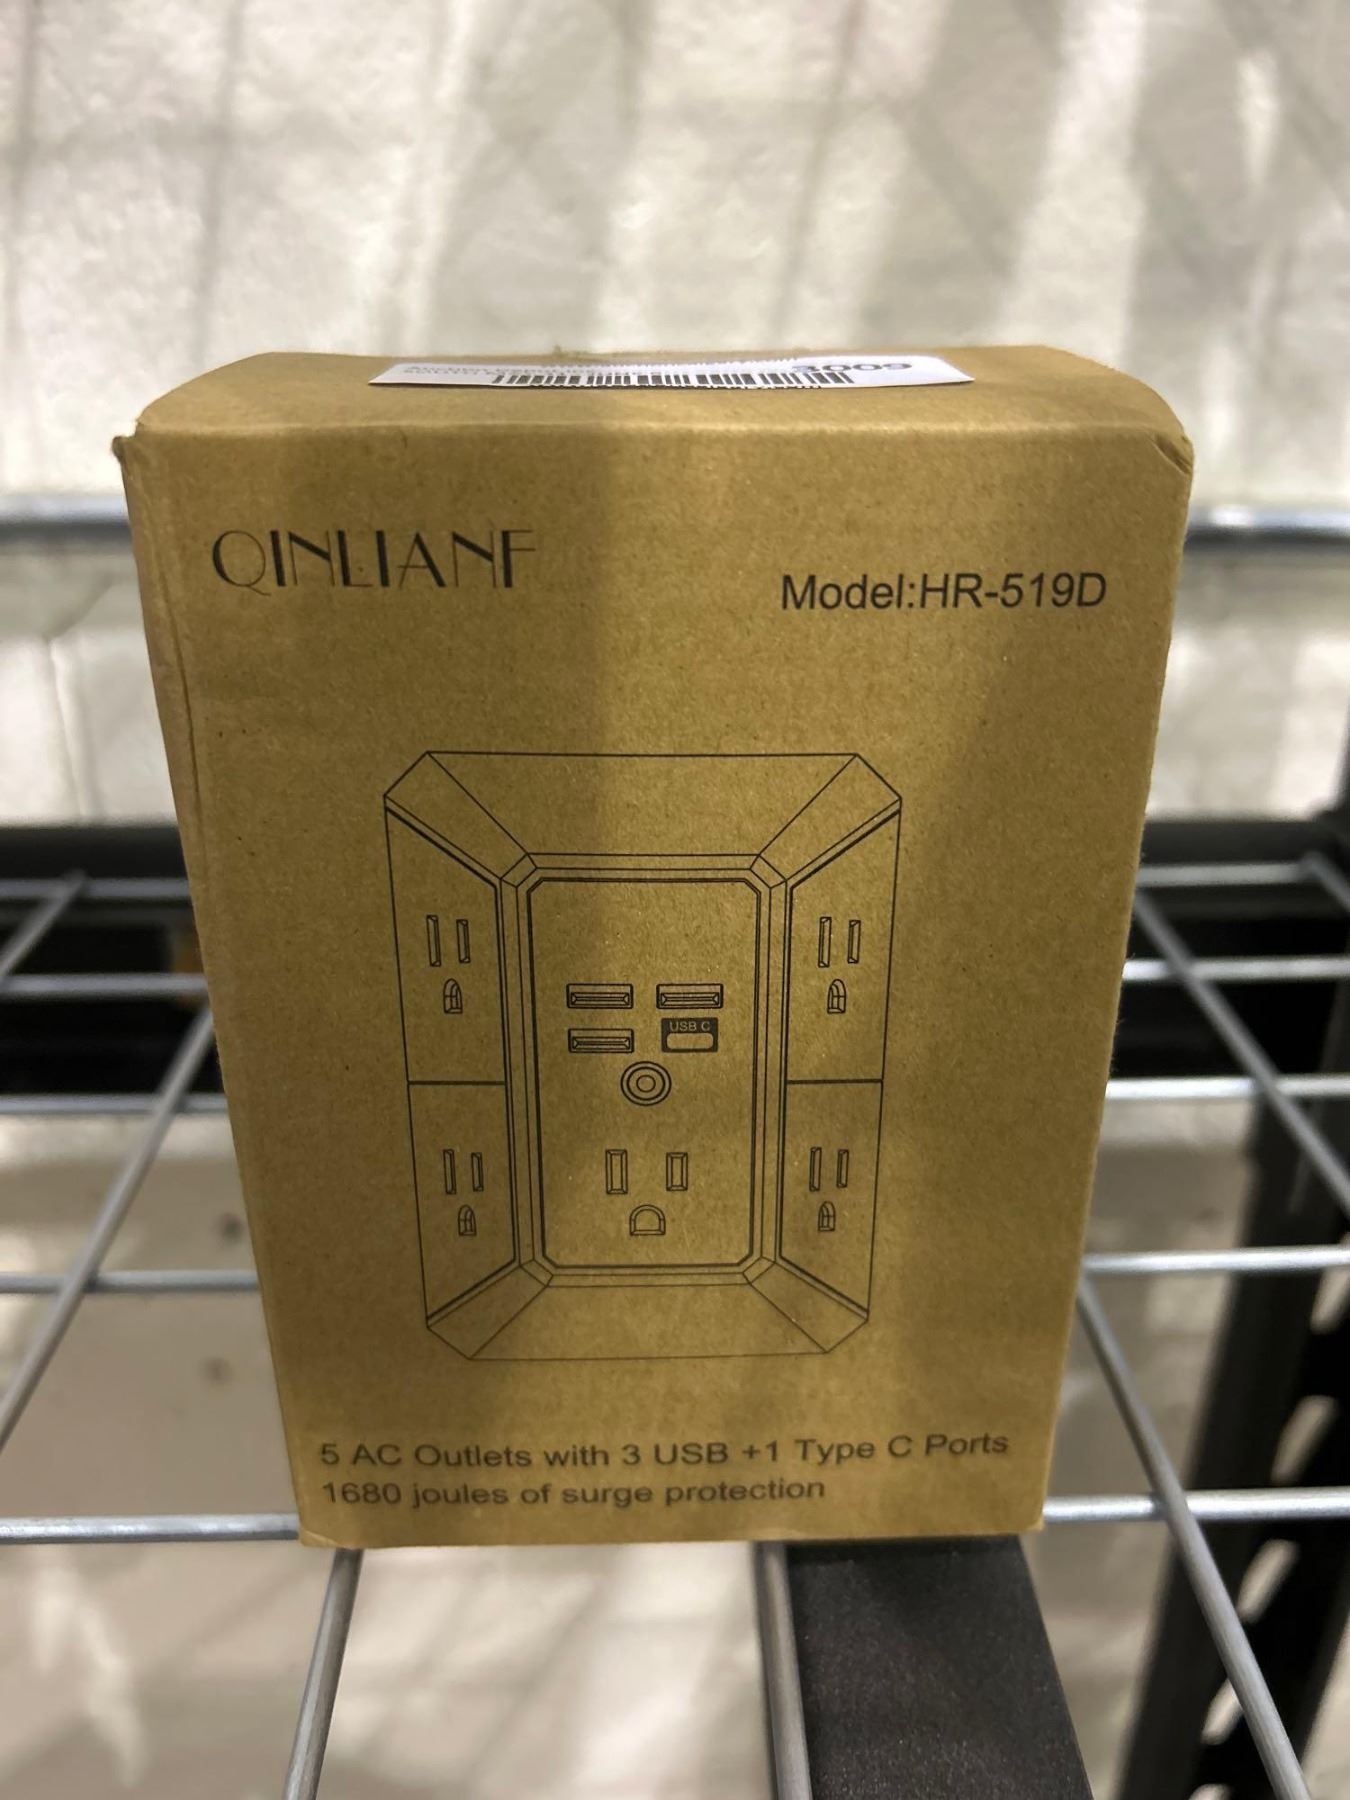 3009
QINLIANF
Model:HR-519D
USB C
5 AC Outlets with 3 USB +1 Type C Ports
1680 joules of surge protection